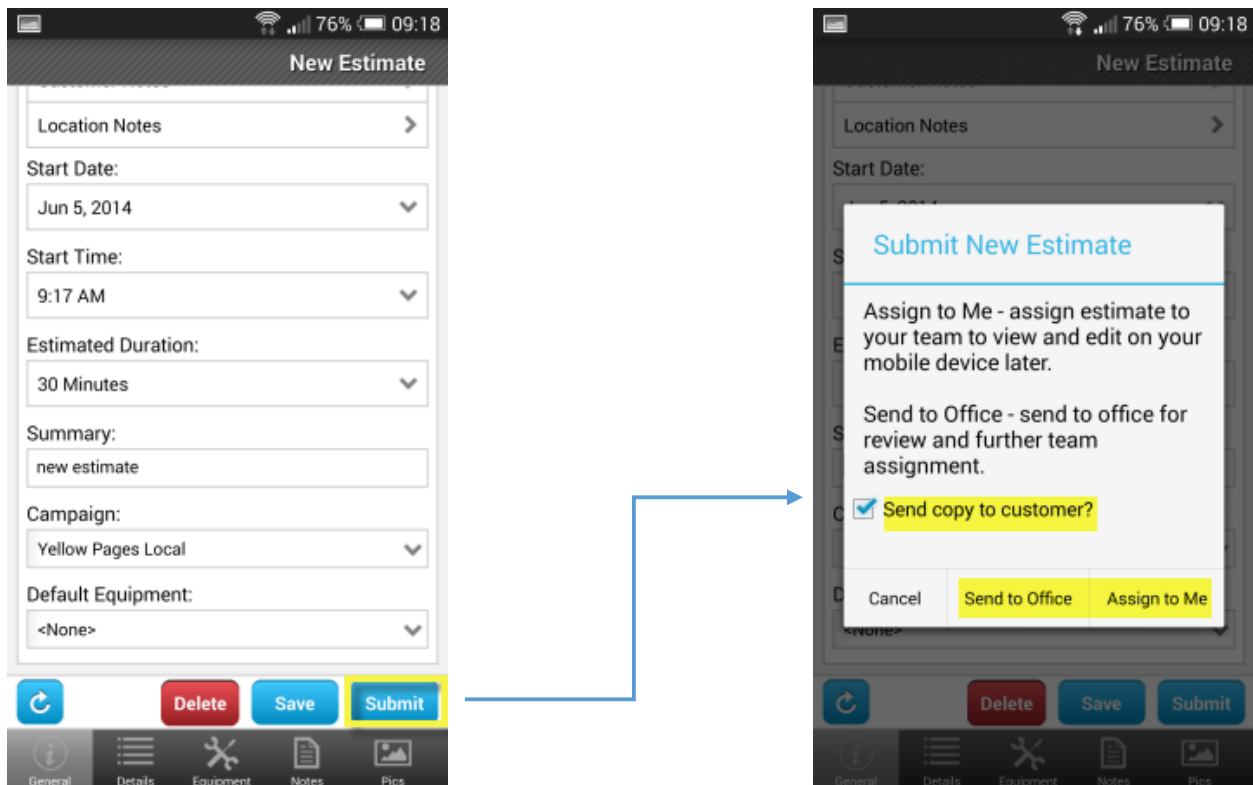 76% 09:18
New Estimate
Customer Notes
Location Notes
Start Date:
Jun 5, 2014
Start Time:
9:17 AM
Estimated Duration:
30 Minutes
Summary:
new estimate
Campaign:
Yellow Pages Local
Default Equipment:
<None>
Delete Save Submit
General Details Equipment Notes Pics
76% 09:18
New Estimate
Location Notes
Start Date:
Submit New Estimate
Assign to Me - assign estimate to
your team to view and edit on your
mobile device later.
Send to Office - send to office for
review and further team
assignment.
Send copy to customer?
Cancel Send to Office Assign to Me
<None>
Delete Save Submit
General Details Equipment Notes Pics